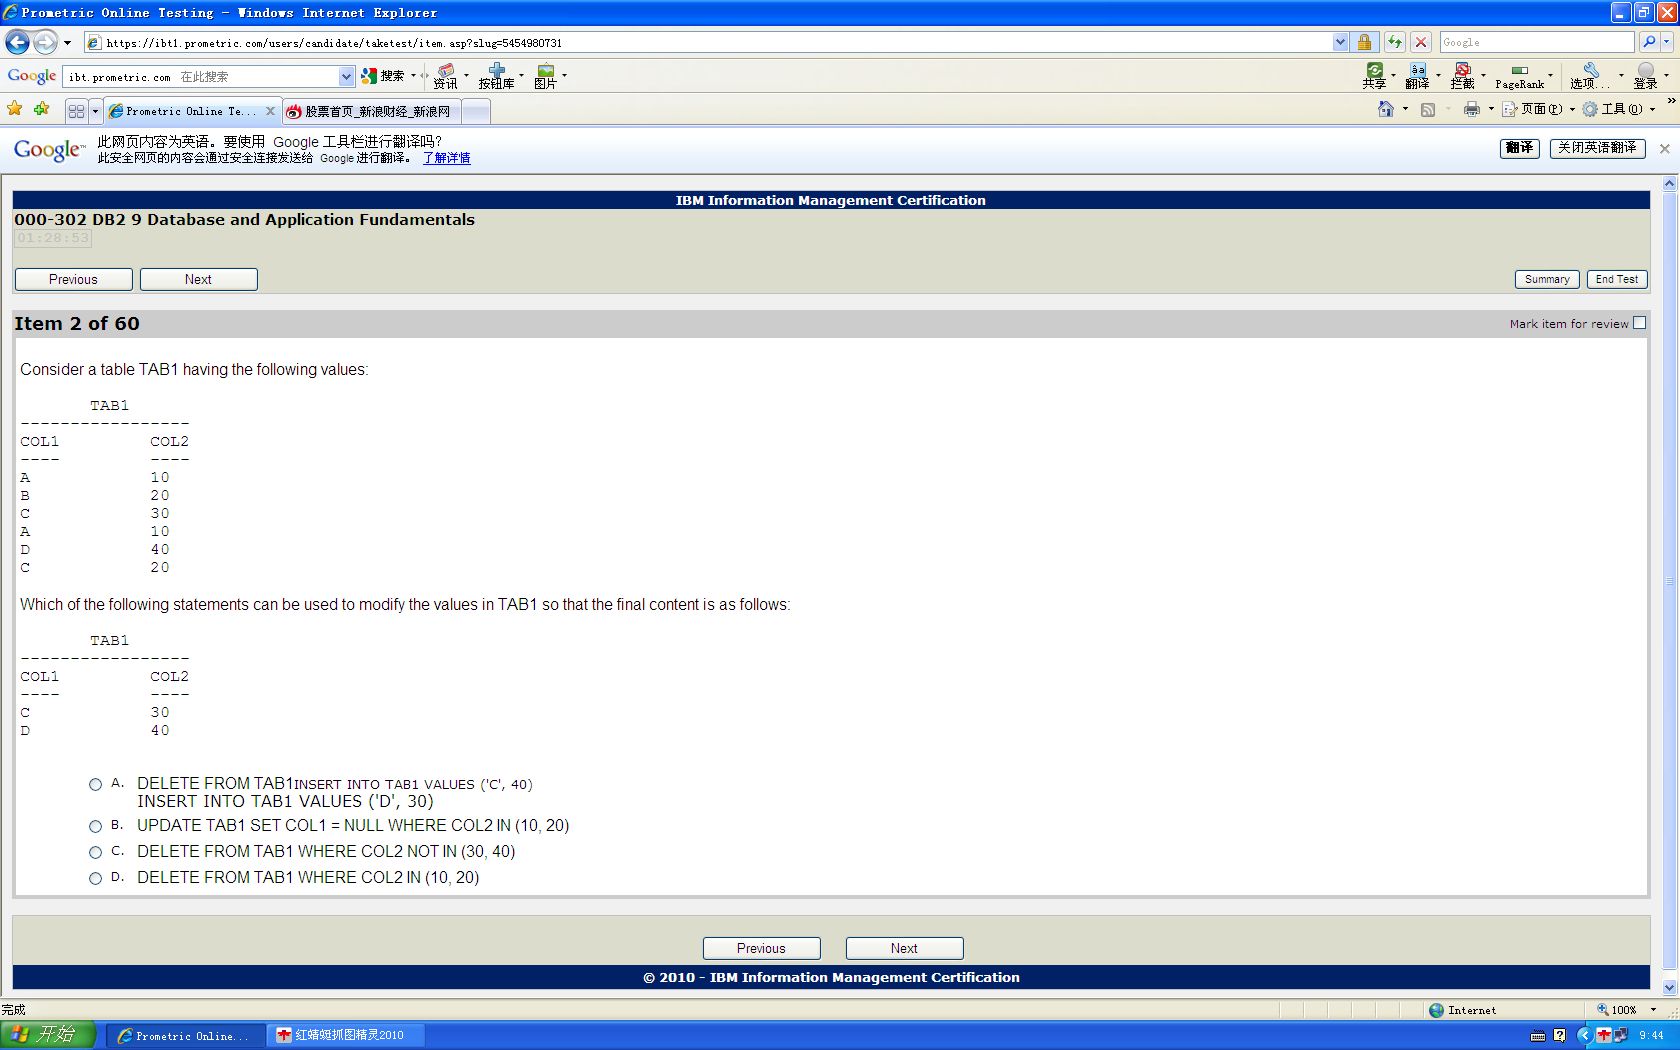 Prometric Online Testing - Windows Internet Explorer
https://ibt1.prometric.com/users/candidate/taketest/item.asp?slug=5454980731
Google
Google ibt.prometric.com 在此搜索 搜索 资讯 按钮库 图片 共享 翻译 拦截 PageRank 选项... 登录
Prometric Online Te... 股票首页_新浪财经_新浪网 页面(P) 工具(O) »
Google™ 此网页内容为英语。要使用 Google 工具栏进行翻译吗?
此安全网页的内容会通过安全连接发送给 Google 进行翻译。 了解详情
翻译 关闭英语翻译
IBM Information Management Certification
000-302 DB2 9 Database and Application Fundamentals
01:28:53
Previous Next Summary End Test
Item 2 of 60 Mark item for review
Consider a table TAB1 having the following values:
TAB1
-----------------
COL1 COL2
---- ----
A 10
B 20
C 30
A 10
D 40
C 20
Which of the following statements can be used to modify the values in TAB1 so that the final content is as follows:
TAB1
-----------------
COL1 COL2
---- ----
C 30
D 40
A. DELETE FROM TAB1INSERT INTO TAB1 VALUES ('C', 40)
INSERT INTO TAB1 VALUES ('D', 30)
B. UPDATE TAB1 SET COL1 = NULL WHERE COL2 IN (10, 20)
C. DELETE FROM TAB1 WHERE COL2 NOT IN (30, 40)
D. DELETE FROM TAB1 WHERE COL2 IN (10, 20)
Previous Next
© 2010 - IBM Information Management Certification
完成 Internet 100%
开始 Prometric Online... 红蜻蜓抓图精灵2010 9:44